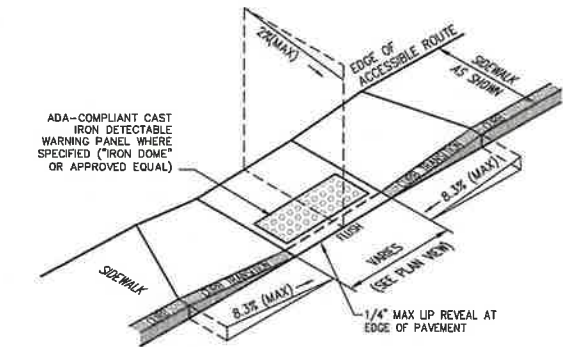 2%(MAX)
EDGE OF
ACCESSIBLE ROUTE
SIDEWALK
AS SHOWN
ADA-COMPLIANT CAST
IRON DETECTABLE
WARNING PANEL WHERE
SPECIFIED ("IRON DOME"
OR APPROVED EQUAL)
CURB
CURB TRANSITION
8.3% (MAX)
FLUSH
VARIES
(SEE PLAN VIEW)
SIDEWALK
CURB
CURB TRANSITION
8.3% (MAX)
1/4" MAX LIP REVEAL AT
EDGE OF PAVEMENT